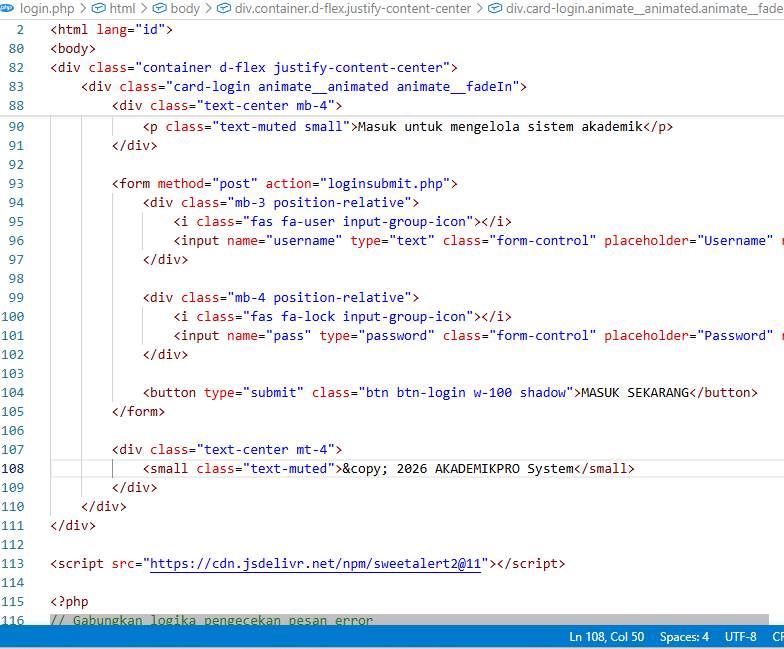 login.php > html > body > div.container.d-flex.justify-content-center > div.card-login.animate__animated.animate__fade
2 <html lang="id">
80 <body>
82 <div class="container d-flex justify-content-center">
83 <div class="card-login animate__animated animate__fadeIn">
88 <div class="text-center mb-4">
90 <p class="text-muted small">Masuk untuk mengelola sistem akademik</p>
91 </div>
92
93 <form method="post" action="loginsubmit.php">
94 <div class="mb-3 position-relative">
95 <i class="fas fa-user input-group-icon"></i>
96 <input name="username" type="text" class="form-control" placeholder="Username"
97 </div>
98
99 <div class="mb-4 position-relative">
100 <i class="fas fa-lock input-group-icon"></i>
101 <input name="pass" type="password" class="form-control" placeholder="Password"
102 </div>
103
104 <button type="submit" class="btn btn-login w-100 shadow">MASUK SEKARANG</button>
105 </form>
106
107 <div class="text-center mt-4">
108 <small class="text-muted">&copy; 2026 AKADEMIKPRO System</small>
109 </div>
110 </div>
111 </div>
112
113 <script src="https://cdn.jsdelivr.net/npm/sweetalert2@11"></script>
114
115 <?php
116 // Gabungkan logika pengecekan pesan error
Ln 108, Col 50 Spaces: 4 UTF-8